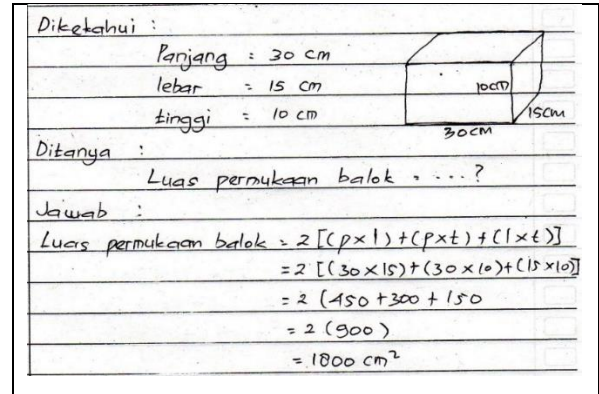 Diketahui :
Panjang : 30 cm
lebar : 15 cm
tinggi : 10 cm
10cm
15cm
30cm
Ditanya :
Luas permukaan balok = ....?
Jawab :
Luas permukaan balok = 2 [(p×l)+(p×t)+(l×t)]
= 2 [(30×15)+(30×10)+(15×10)]
= 2 (450+300+150
= 2 (900)
= 1800 cm²